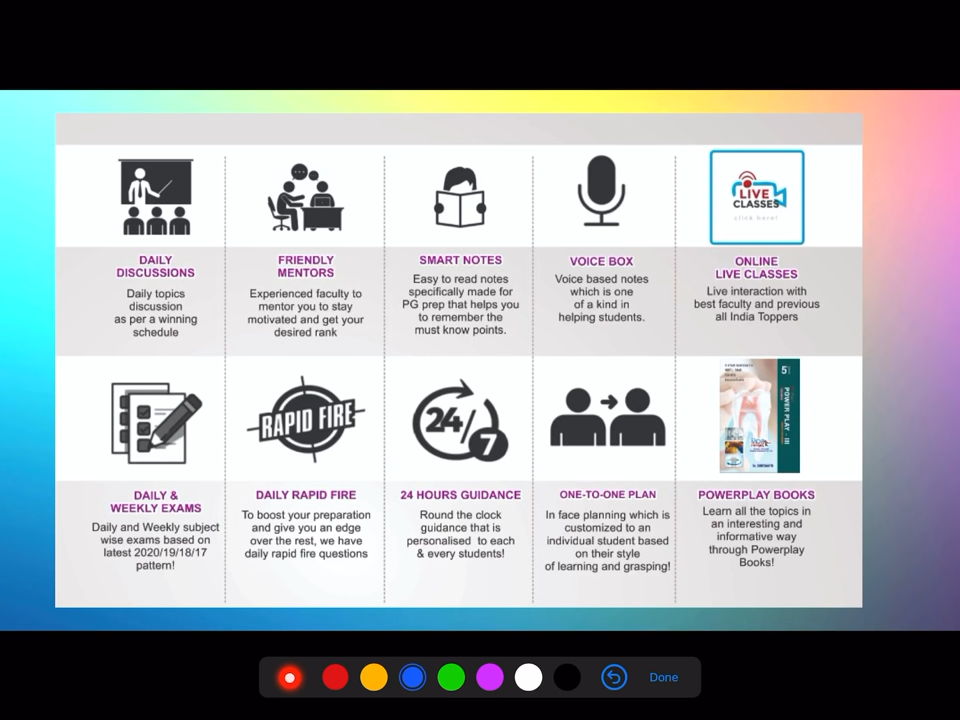 LIVE
CLASSES
click here!
DAILY
DISCUSSIONS
Daily topics
discussion
as per a winning
schedule
FRIENDLY
MENTORS
Experienced faculty to
mentor you to stay
motivated and get your
desired rank
SMART NOTES
Easy to read notes
specifically made for
PG prep that helps you
to remember the
must know points.
VOICE BOX
Voice based notes
which is one
of a kind in
helping students.
ONLINE
LIVE CLASSES
Live interaction with
best faculty and previous
all India Toppers
RAPID FIRE
24/7
5
POWER PLAY - III
DAILY &
WEEKLY EXAMS
Daily and Weekly subject
wise exams based on
latest 2020/19/18/17
pattern!
DAILY RAPID FIRE
To boost your preparation
and give you an edge
over the rest, we have
daily rapid fire questions
24 HOURS GUIDANCE
Round the clock
guidance that is
personalised to each
& every students!
ONE-TO-ONE PLAN
In face planning which is
customized to an
individual student based
on their style
of learning and grasping!
POWERPLAY BOOKS
Learn all the topics in
an interesting and
informative way
through Powerplay
Books!
Done